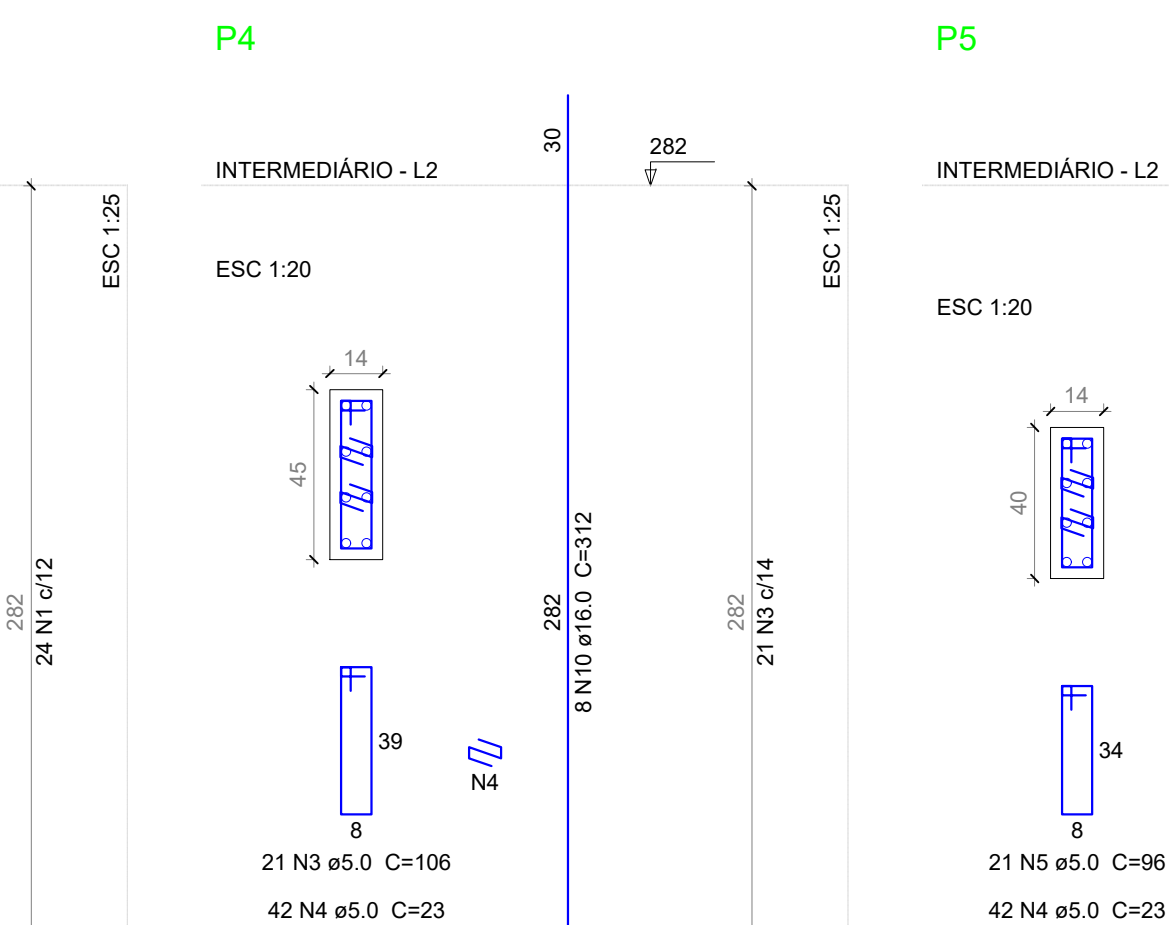 P4
P5
30
282
INTERMEDIÁRIO - L2
INTERMEDIÁRIO - L2
ESC 1:25
ESC 1:25
ESC 1:20
ESC 1:20
14
45
14
40
282
24 N1 c/12
282
8 N10 ø16.0 C=312
282
21 N3 c/14
39
N4
8
34
8
21 N3 ø5.0 C=106
42 N4 ø5.0 C=23
21 N5 ø5.0 C=96
42 N4 ø5.0 C=23